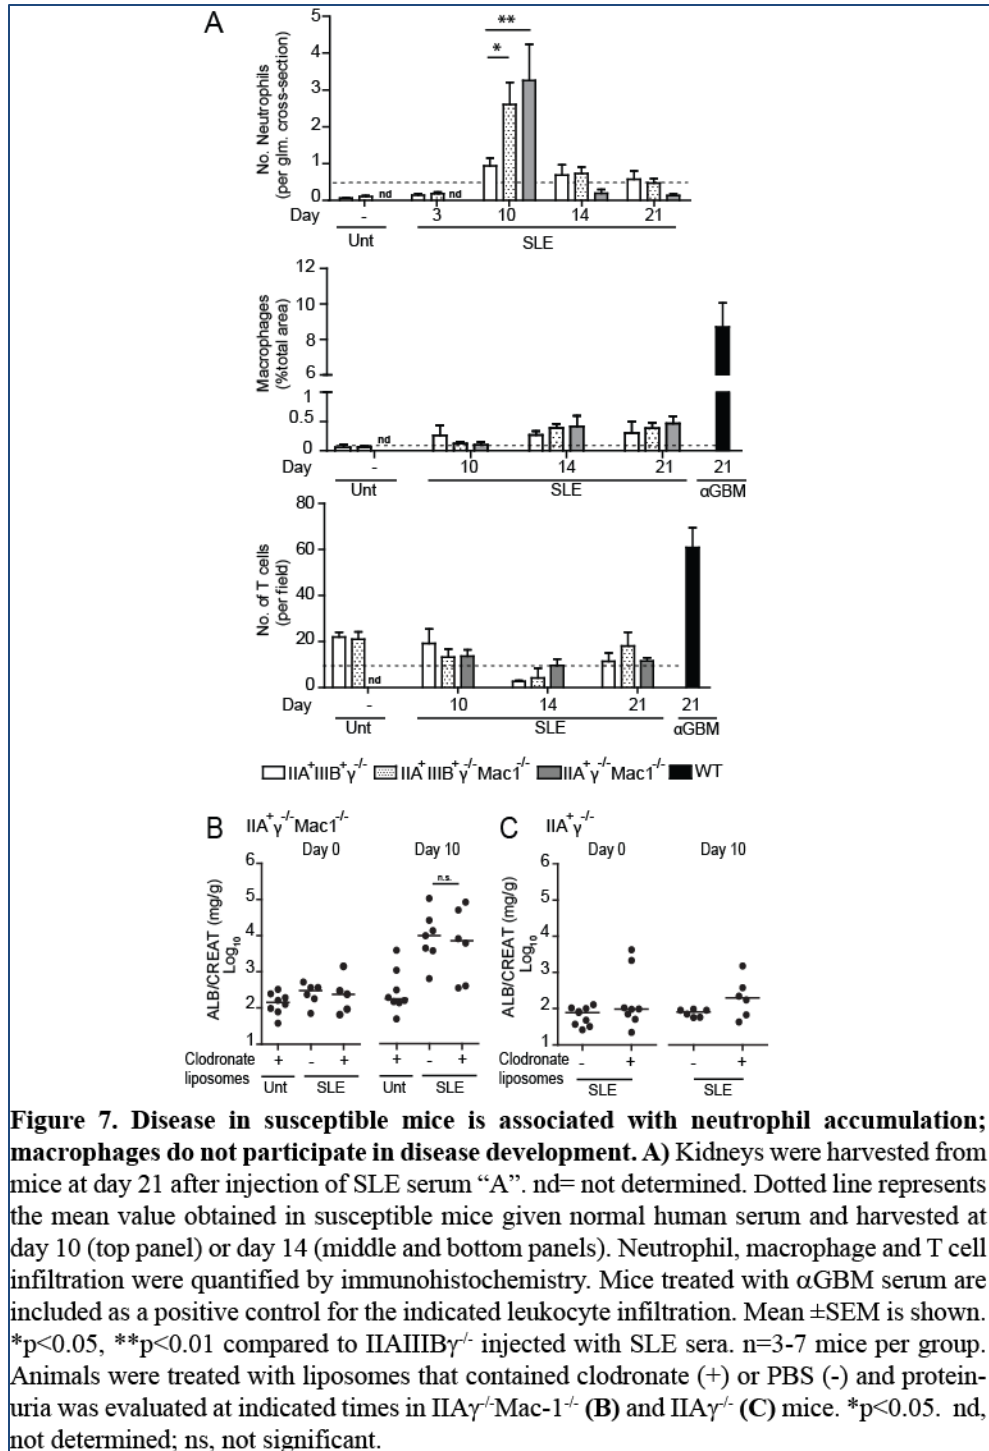 A
5
4
3
2
1
0
No. Neutrophils
(per glm. cross-section)
**
*
nd
nd
Day - 3 10 14 21
Unt SLE
12
10
8
6
1
0.5
0
Macrophages
(%total area)
nd
Day - 10 14 21 21
Unt SLE αGBM
80
60
40
20
0
No. of T cells
(per field)
nd
Day - 10 14 21 21
Unt SLE αGBM
IIA+IIIB+γ-/- IIA+IIIB+γ-/-Mac1-/- IIA+γ-/-Mac1-/- WT
B IIA+γ-/-Mac1-/-
Day 0 Day 10
6
5
4
3
2
1
ALB/CREAT (mg/g)
Log10
n.s.
Clodronate + - + + - +
liposomes Unt SLE Unt SLE
C IIA+γ-/-
Day 0 Day 10
6
5
4
3
2
1
ALB/CREAT (mg/g)
Log10
Clodronate - + - +
liposomes SLE SLE
Figure 7. Disease in susceptible mice is associated with neutrophil accumulation;
macrophages do not participate in disease development. A) Kidneys were harvested from
mice at day 21 after injection of SLE serum “A”. nd= not determined. Dotted line represents
the mean value obtained in susceptible mice given normal human serum and harvested at
day 10 (top panel) or day 14 (middle and bottom panels). Neutrophil, macrophage and T cell
infiltration were quantified by immunohistochemistry. Mice treated with αGBM serum are
included as a positive control for the indicated leukocyte infiltration. Mean ±SEM is shown.
*p<0.05, **p<0.01 compared to IIAIIIBγ-/- injected with SLE sera. n=3-7 mice per group.
Animals were treated with liposomes that contained clodronate (+) or PBS (-) and protein-
uria was evaluated at indicated times in IIAγ-/-Mac-1-/- (B) and IIAγ-/- (C) mice. *p<0.05. nd,
not determined; ns, not significant.